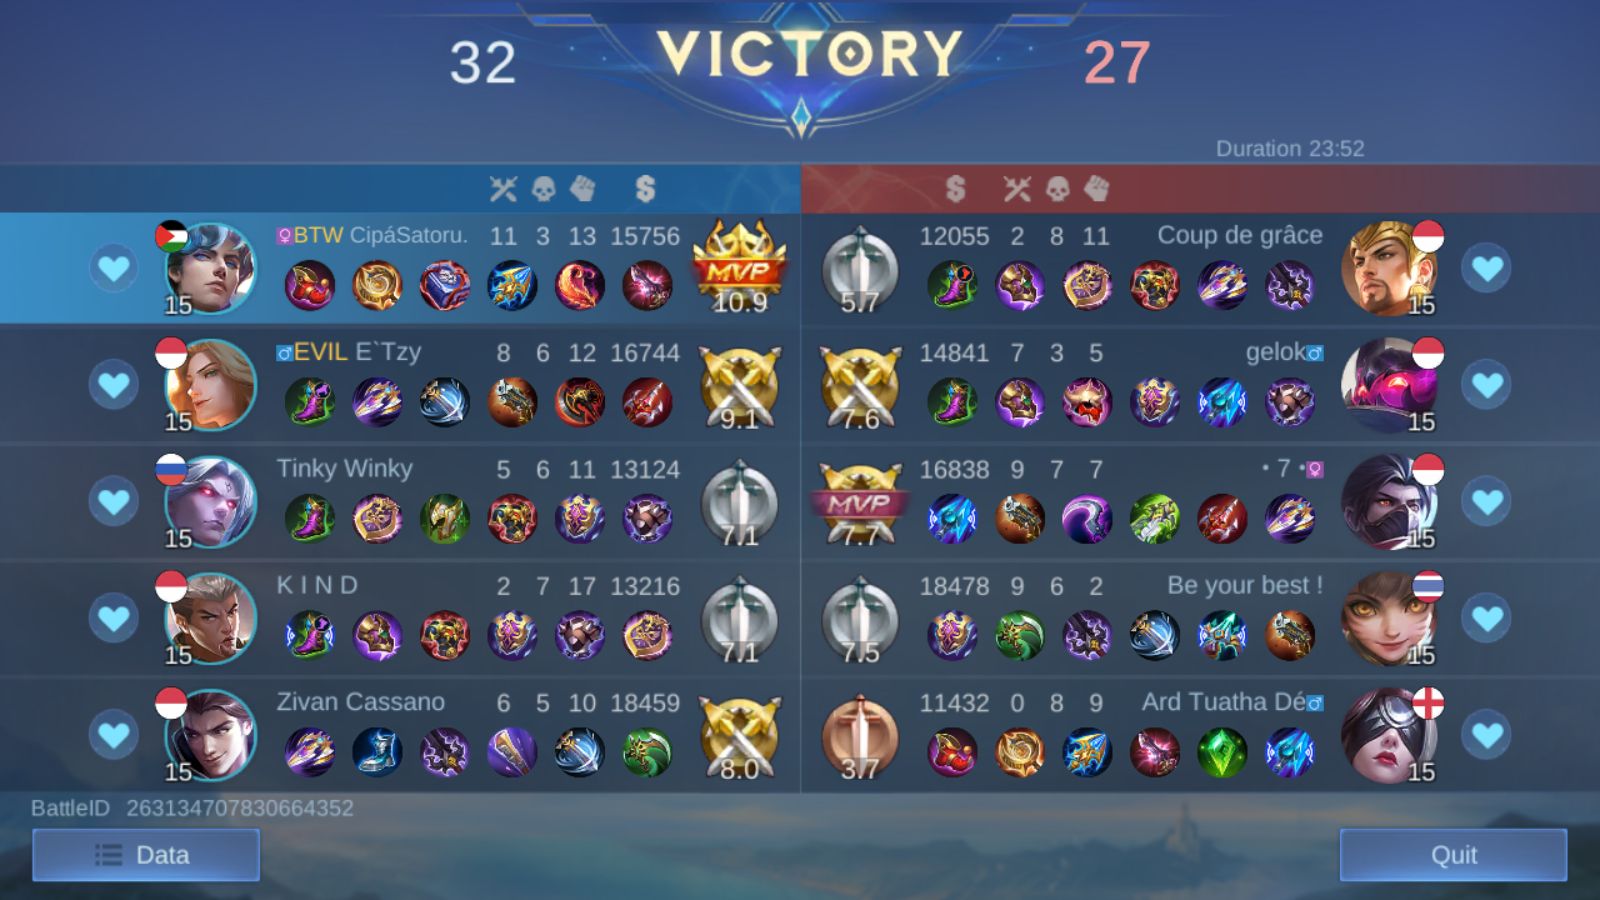 32 VICTORY 27
Duration 23:52
♀BTW CipáSatoru. 11 3 13 15756 MVP 10.9
15
5.7 12055 2 8 11 Coup de grâce
15
♂EVIL E`Tzy 8 6 12 16744 9.1
15
7.6 14841 7 3 5 gelok♂
15
Tinky Winky 5 6 11 13124 7.1
15
MVP 7.7 16838 9 7 7 • 7 •♀
15
K I N D 2 7 17 13216 7.1
15
7.5 18478 9 6 2 Be your best !
15
Zivan Cassano 6 5 10 18459 8.0
15
3.7 11432 0 8 9 Ard Tuatha Dé♂
15
BattleID 263134707830664352
Data
Quit